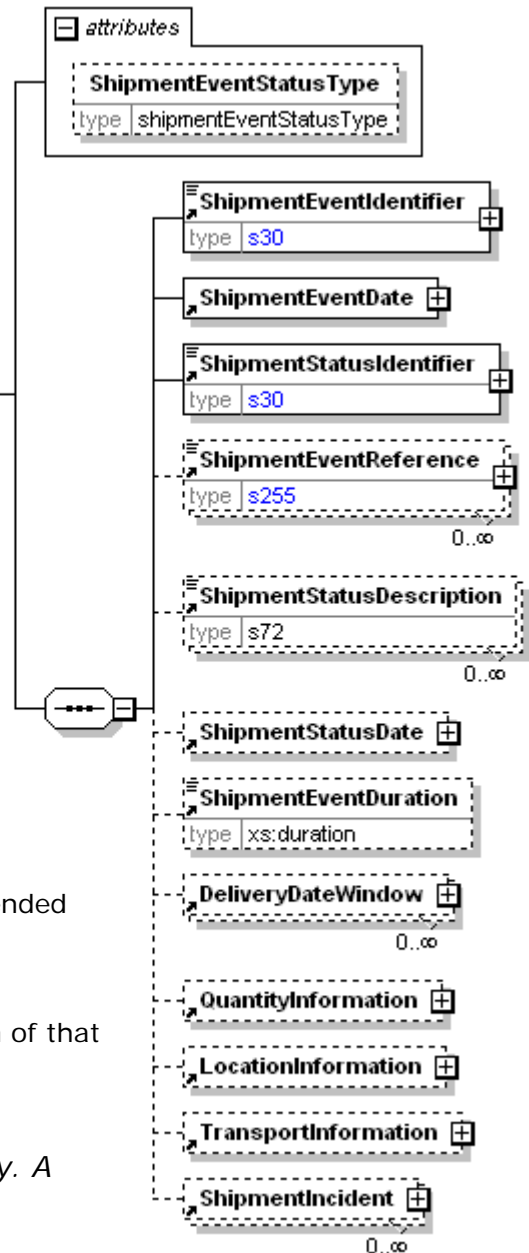 attributes
ShipmentEventStatusType
type shipmentEventStatusType
ShipmentEventIdentifier
type s30
ShipmentEventDate
ShipmentStatusIdentifier
type s30
ShipmentEventReference
type s255
0..∞
ShipmentStatusDescription
type s72
0..∞
ShipmentStatusDate
ShipmentEventDuration
type xs:duration
DeliveryDateWindow
0..∞
QuantityInformation
LocationInformation
TransportInformation
ShipmentIncident
0..∞
of that
y. A